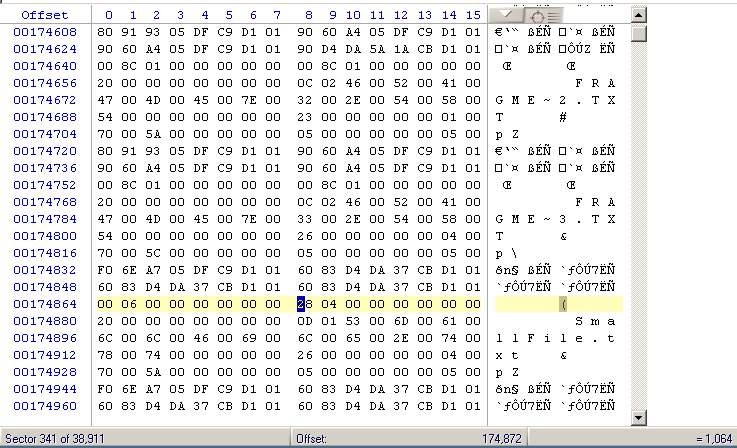 Offset 0 1 2 3 4 5 6 7 8 9 10 11 12 13 14 15
00174608 80 91 93 05 DF C9 D1 01 90 60 A4 05 DF C9 D1 01 €‘“ ßÉÑ □`¤ ßÉÑ
00174624 90 60 A4 05 DF C9 D1 01 90 D4 DA 5A 1A CB D1 01 □`¤ ßÉÑ □ÔÚZ ËÑ
00174640 00 8C 01 00 00 00 00 00 00 8C 01 00 00 00 00 00 Œ Œ
00174656 20 00 00 00 00 00 00 00 0C 02 46 00 52 00 41 00 F R A
00174672 47 00 4D 00 45 00 7E 00 32 00 2E 00 54 00 58 00 G M E ~ 2 . T X
00174688 54 00 00 00 00 00 00 00 23 00 00 00 00 00 01 00 T #
00174704 70 00 5A 00 00 00 00 00 05 00 00 00 00 00 05 00 p Z
00174720 80 91 93 05 DF C9 D1 01 90 60 A4 05 DF C9 D1 01 €‘“ ßÉÑ □`¤ ßÉÑ
00174736 90 60 A4 05 DF C9 D1 01 90 60 A4 05 DF C9 D1 01 □`¤ ßÉÑ □`¤ ßÉÑ
00174752 00 8C 01 00 00 00 00 00 00 8C 01 00 00 00 00 00 Œ Œ
00174768 20 00 00 00 00 00 00 00 0C 02 46 00 52 00 41 00 F R A
00174784 47 00 4D 00 45 00 7E 00 33 00 2E 00 54 00 58 00 G M E ~ 3 . T X
00174800 54 00 00 00 00 00 00 00 26 00 00 00 00 00 04 00 T &
00174816 70 00 5C 00 00 00 00 00 05 00 00 00 00 00 05 00 p \
00174832 F0 6E A7 05 DF C9 D1 01 60 83 D4 DA 37 CB D1 01 ðn§ ßÉÑ `ƒÔÚ7ËÑ
00174848 60 83 D4 DA 37 CB D1 01 60 83 D4 DA 37 CB D1 01 `ƒÔÚ7ËÑ `ƒÔÚ7ËÑ
00174864 00 06 00 00 00 00 00 00 28 04 00 00 00 00 00 00 (
00174880 20 00 00 00 00 00 00 00 0D 01 53 00 6D 00 61 00 S m a
00174896 6C 00 6C 00 46 00 69 00 6C 00 65 00 2E 00 74 00 l l F i l e . t
00174912 78 00 74 00 00 00 00 00 26 00 00 00 00 00 04 00 x t &
00174928 70 00 5A 00 00 00 00 00 05 00 00 00 00 00 05 00 p Z
00174944 F0 6E A7 05 DF C9 D1 01 60 83 D4 DA 37 CB D1 01 ðn§ ßÉÑ `ƒÔÚ7ËÑ
00174960 60 83 D4 DA 37 CB D1 01 60 83 D4 DA 37 CB D1 01 `ƒÔÚ7ËÑ `ƒÔÚ7ËÑ
Sector 341 of 38,911 Offset: 174,872 = 1,064